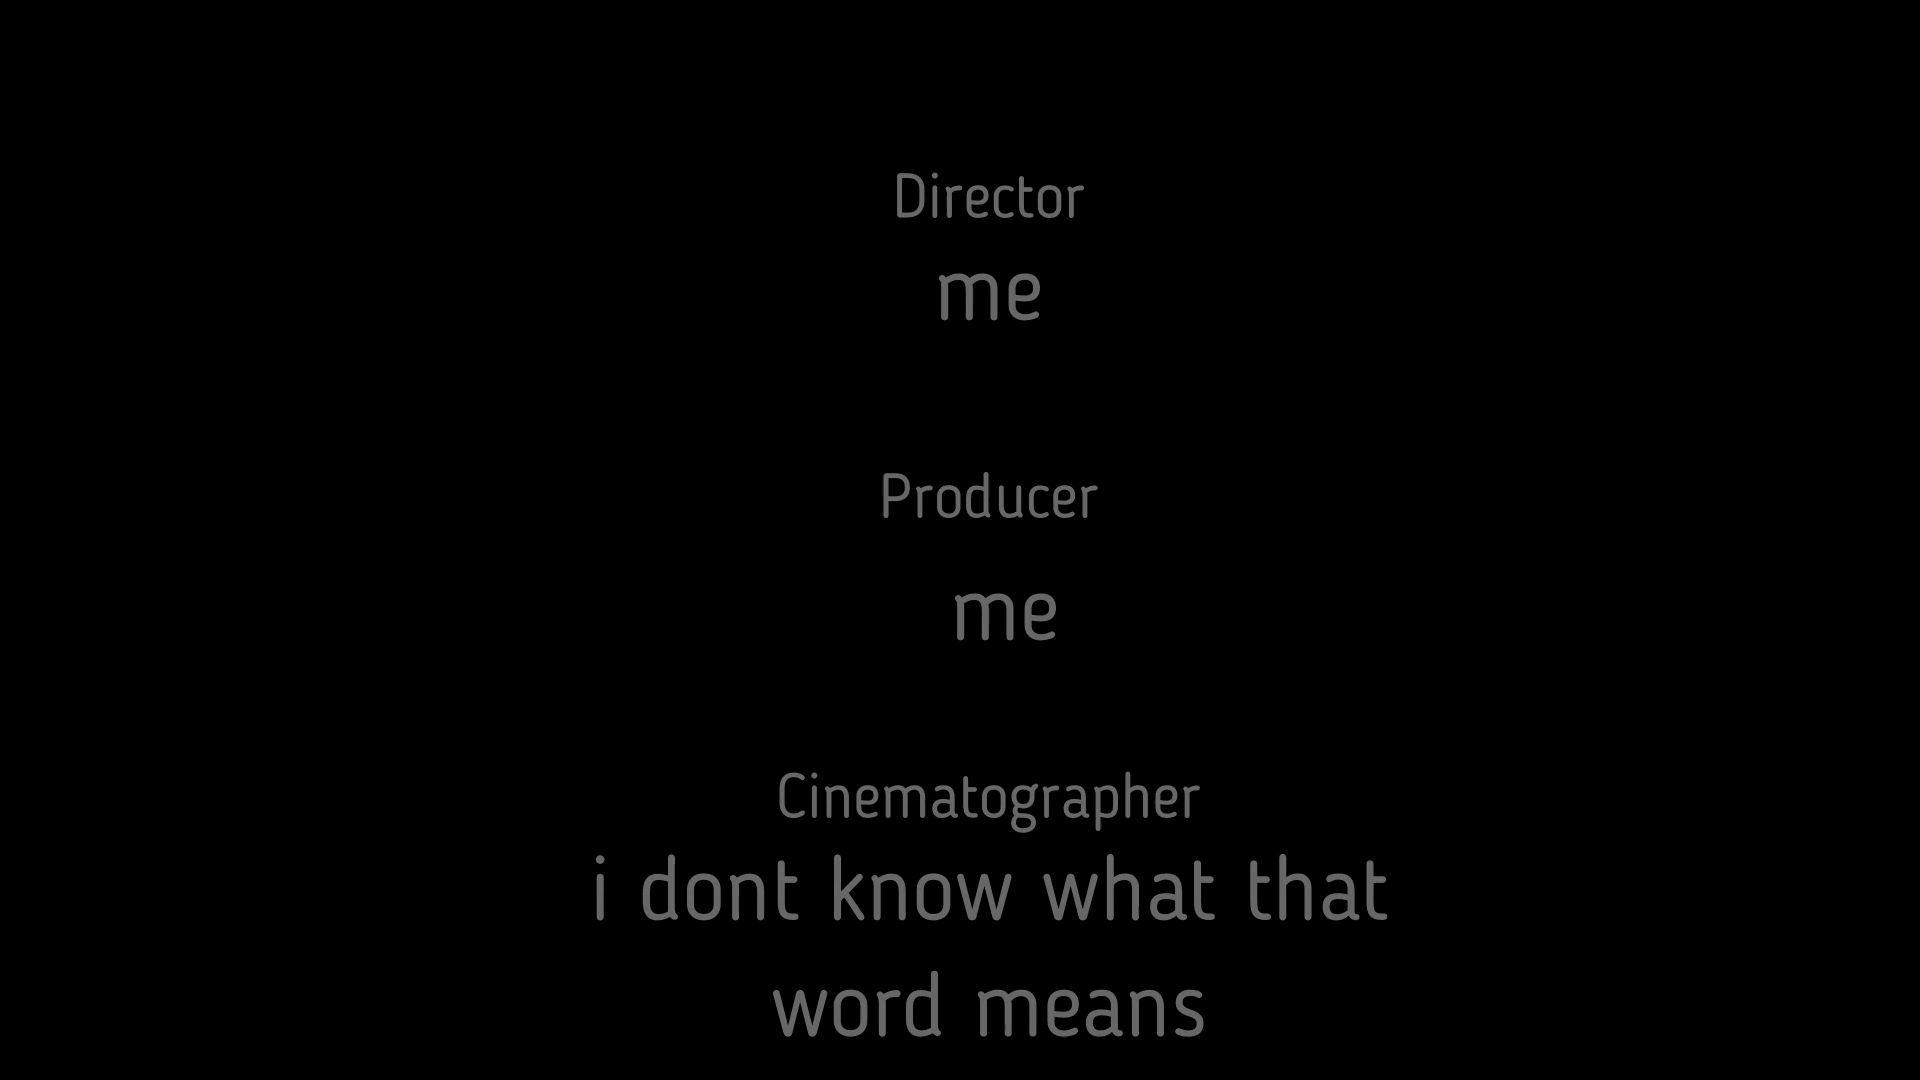 Director
me
Producer
me
Cinematographer
i dont know what that
word means